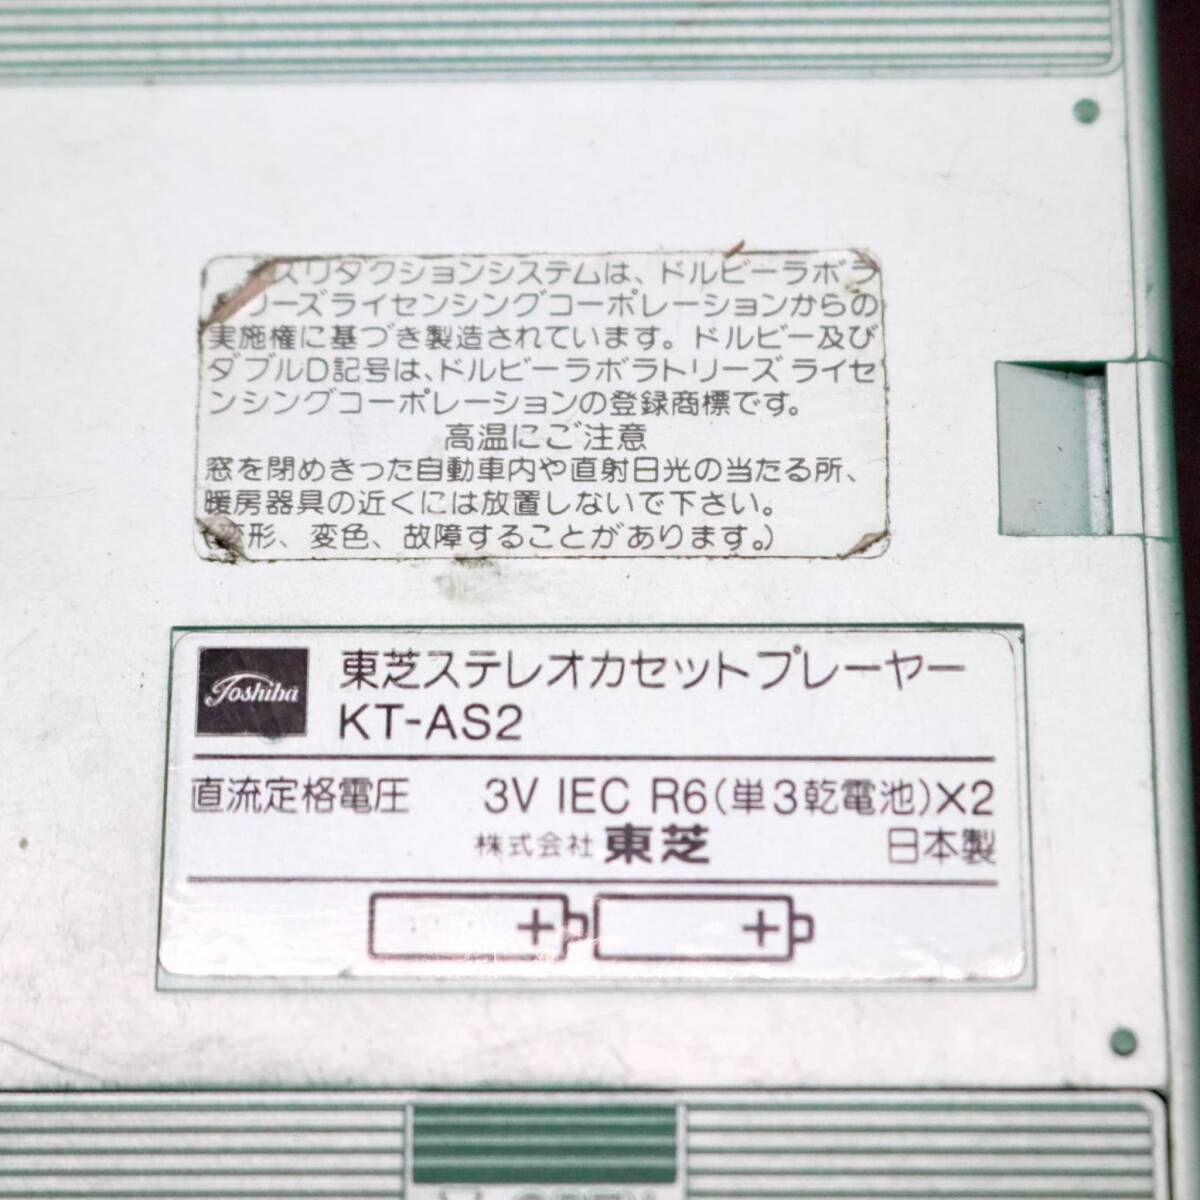 ズリダクションシステムは、ドルビーラボラ
リーズライセンシングコーポレーションからの
実施権に基づき製造されています。ドルビー及び
ダブルD記号は、ドルビーラボラトリーズ ライセ
ンシングコーポレーションの登録商標です。
高温にご注意
窓を閉めきった自動車内や直射日光の当たる所、
暖房器具の近くには放置しないで下さい。
(変形、変色、故障することがあります。)
Toshiba
東芝ステレオカセットプレーヤー
KT-AS2
直流定格電圧 3V IEC R6(単3乾電池)×2
株式会社 東芝 日本製
+ +